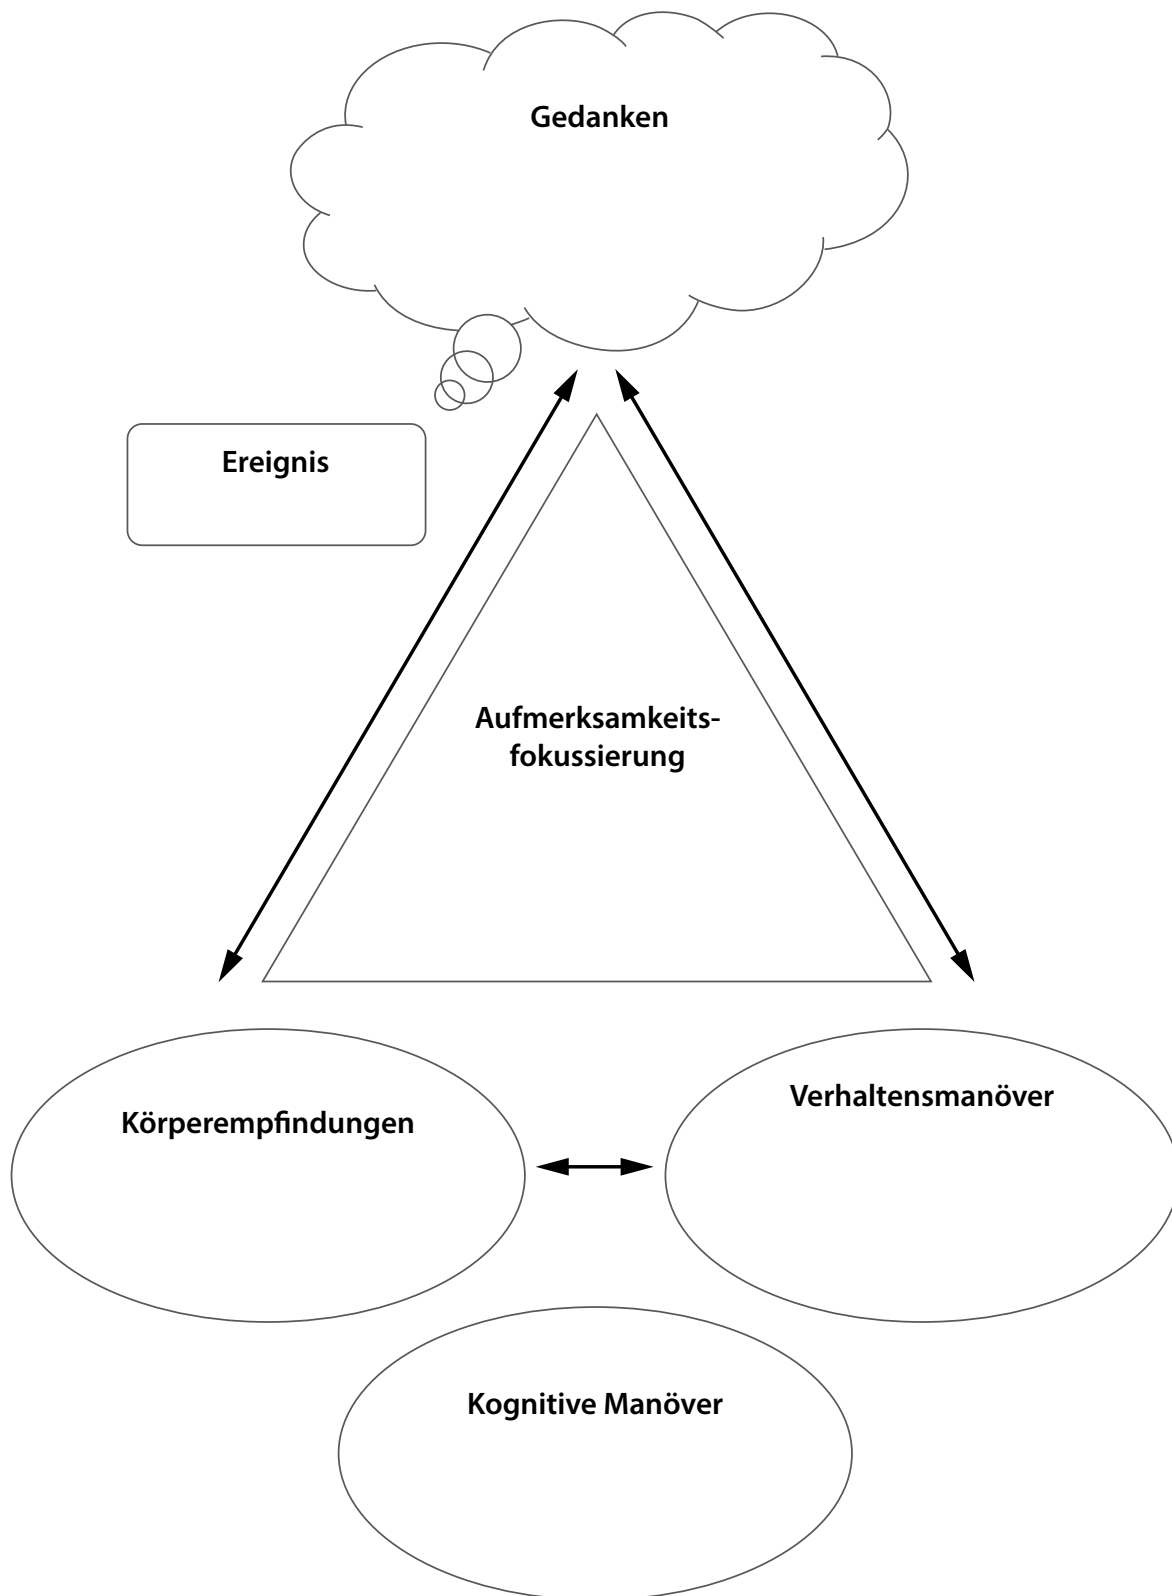 Gedanken
Ereignis
Aufmerksamkeits-
fokussierung
Körperempfindungen
Verhaltensmanöver
Kognitive Manöver